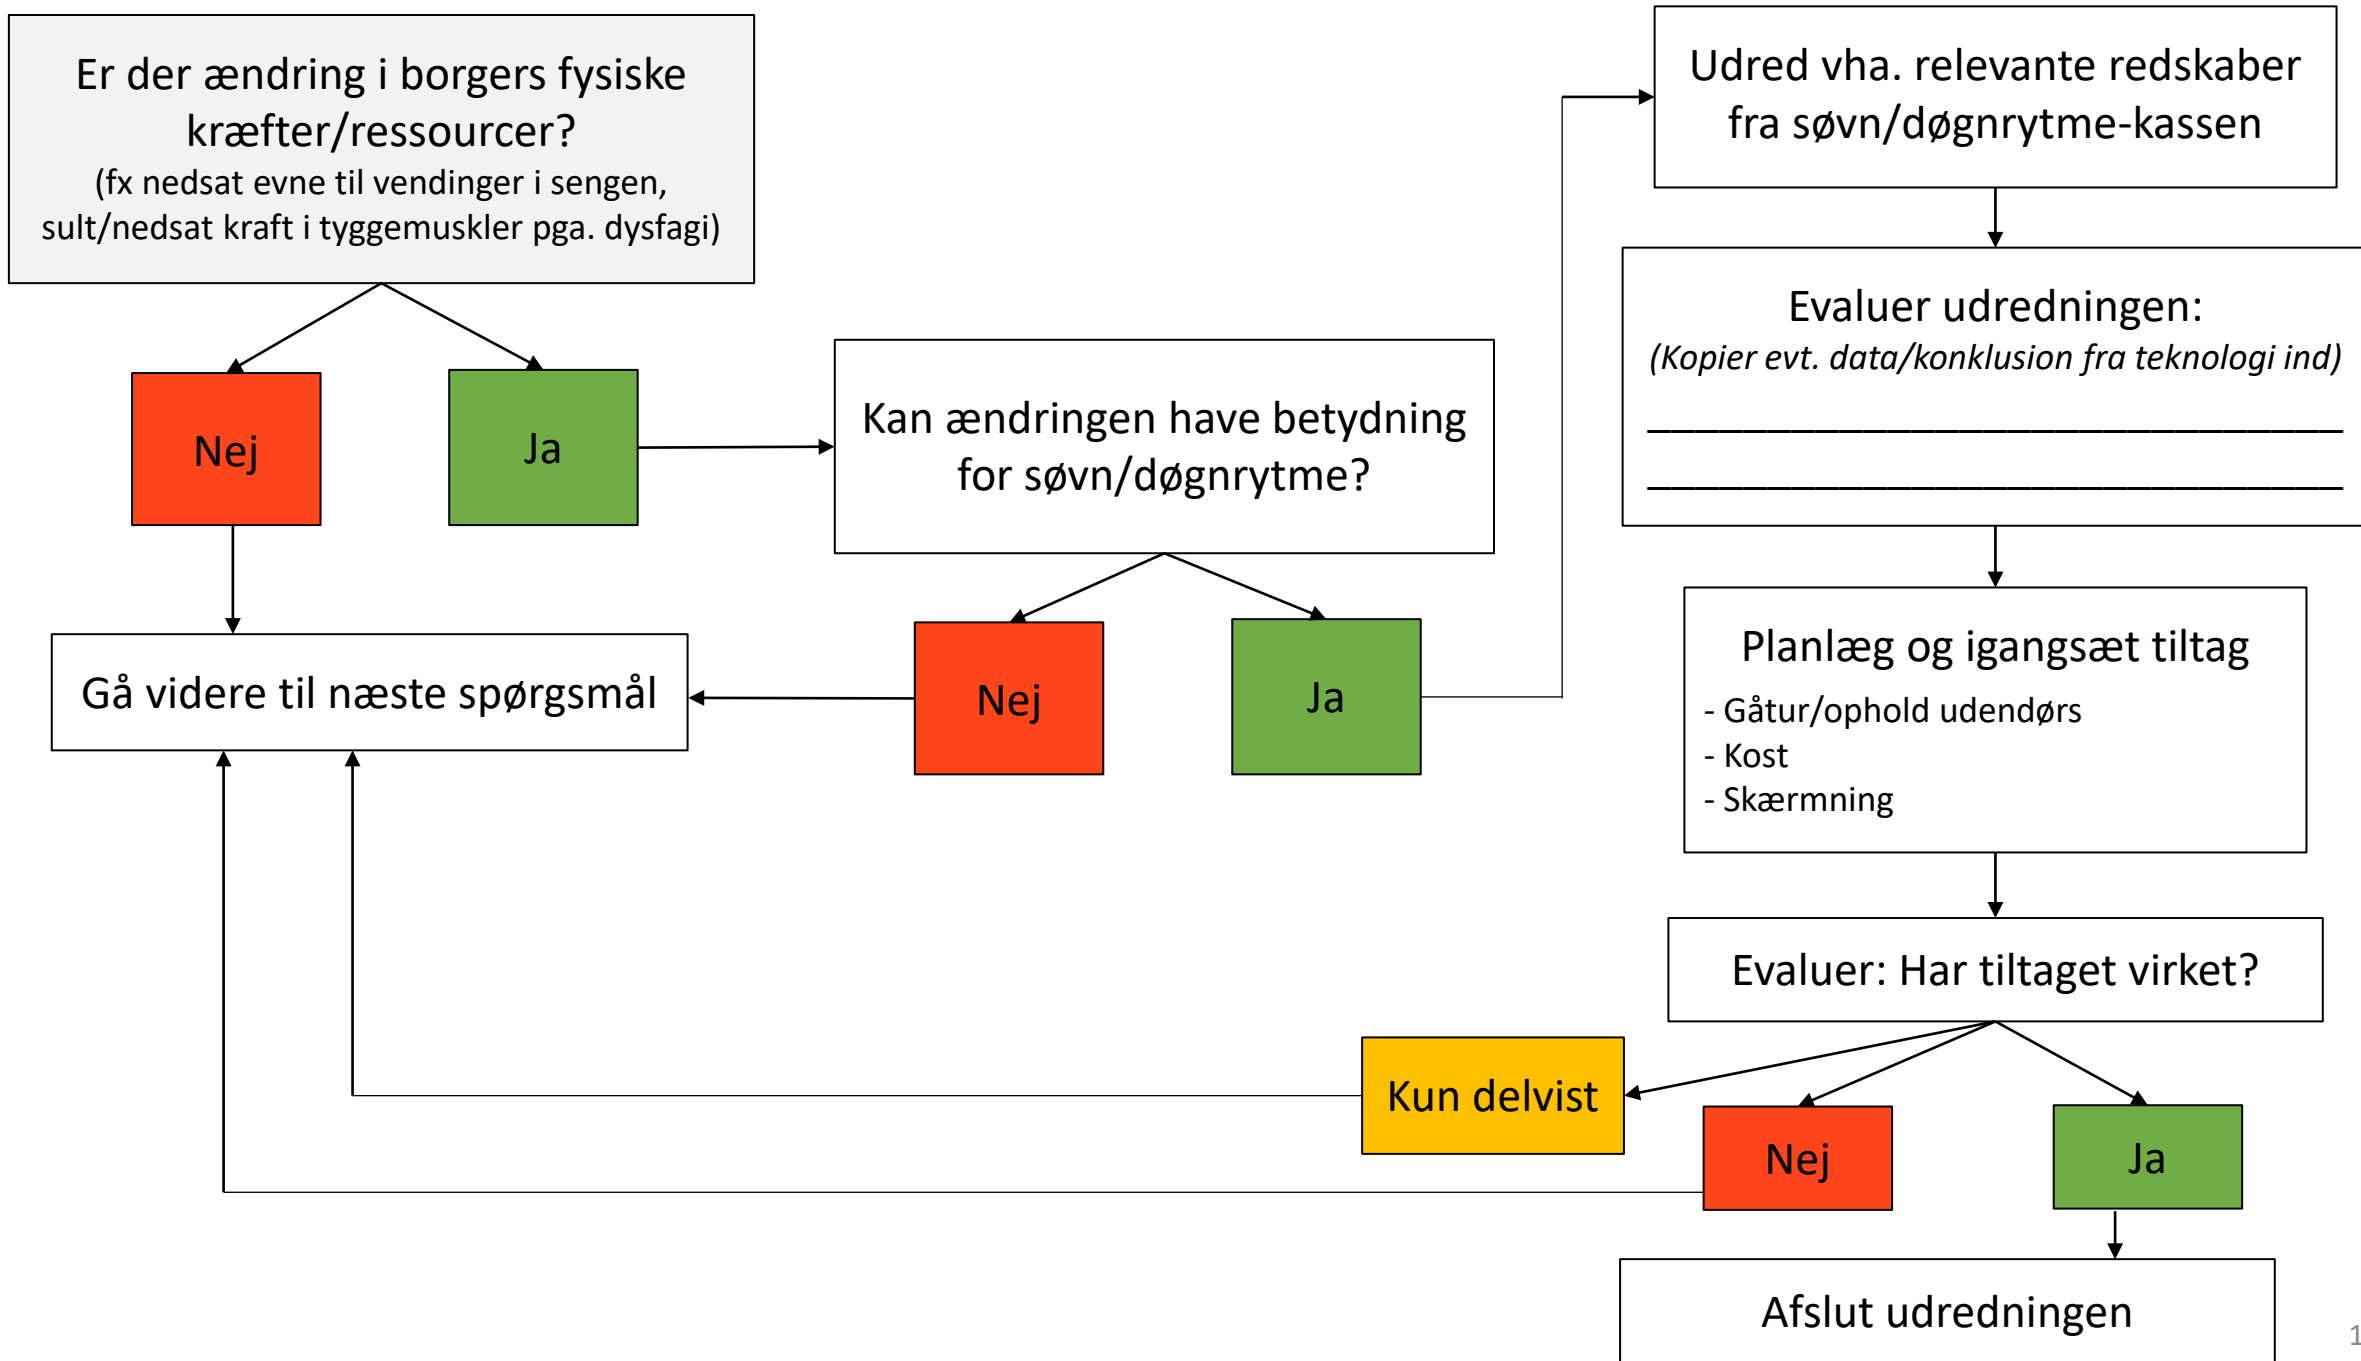 Er der ændring i borgers fysiske
kræfter/ressourcer?
(fx nedsat evne til vendinger i sengen,
sult/nedsat kraft i tyggemuskler pga. dysfagi)
Nej
Ja
Kan ændringen have betydning
for søvn/døgnrytme?
Nej
Ja
Gå videre til næste spørgsmål
Udred vha. relevante redskaber
fra søvn/døgnrytme-kassen
Evaluer udredningen:
(Kopier evt. data/konklusion fra teknologi ind)
_____________________________
_____________________________
Planlæg og igangsæt tiltag
- Gåtur/ophold udendørs
- Kost
- Skærmning
Evaluer: Har tiltaget virket?
Kun delvist
Nej
Ja
Afslut udredningen
1